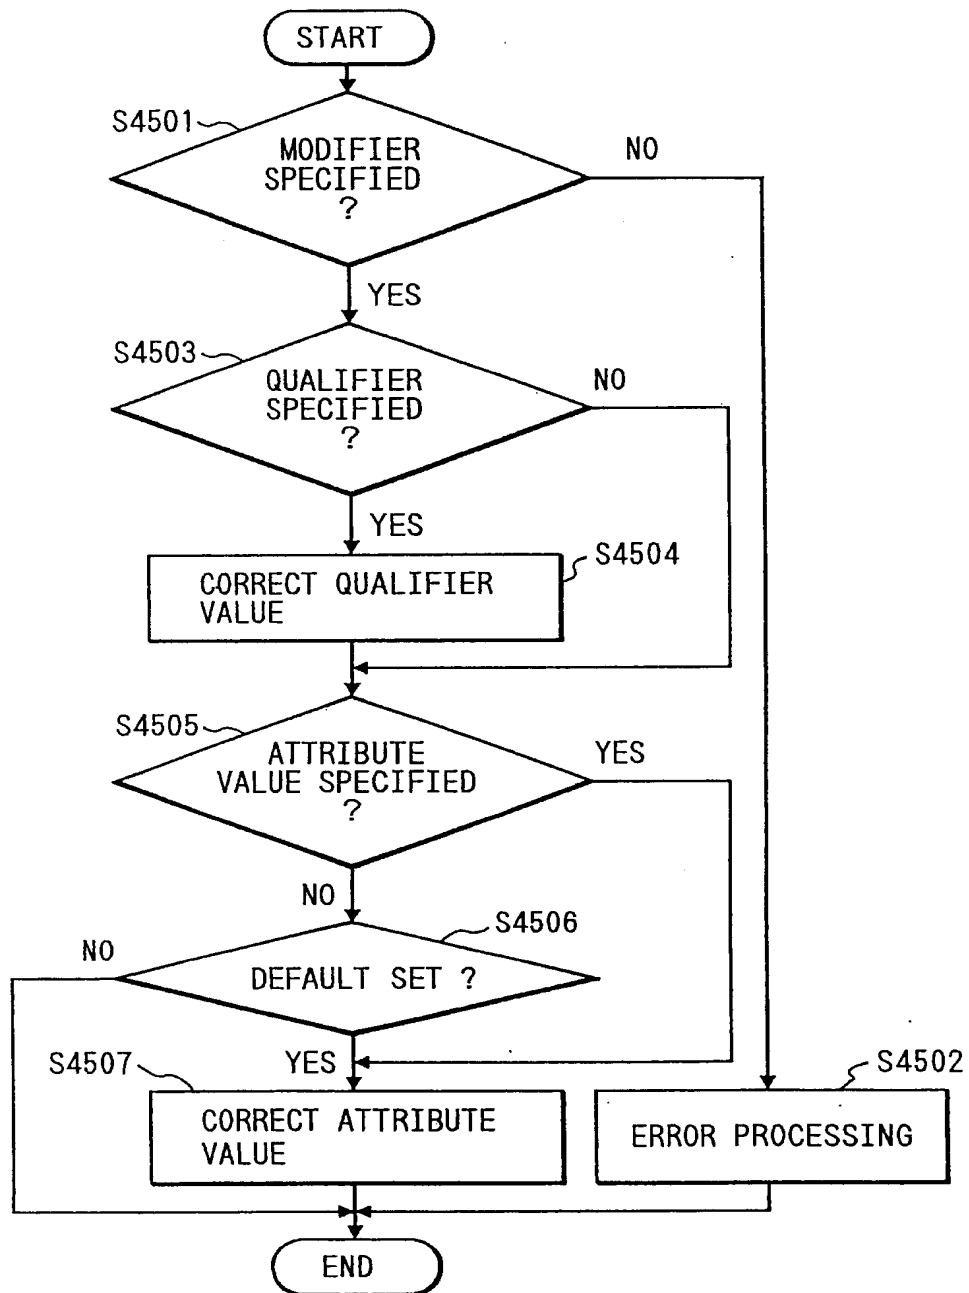 START
S4501
MODIFIER
SPECIFIED
?
NO
YES
S4503
QUALIFIER
SPECIFIED
?
NO
YES
S4504
CORRECT QUALIFIER
VALUE
S4505
ATTRIBUTE
VALUE SPECIFIED
?
YES
NO
S4506
NO
DEFAULT SET ?
YES
S4507
CORRECT ATTRIBUTE
VALUE
S4502
ERROR PROCESSING
END